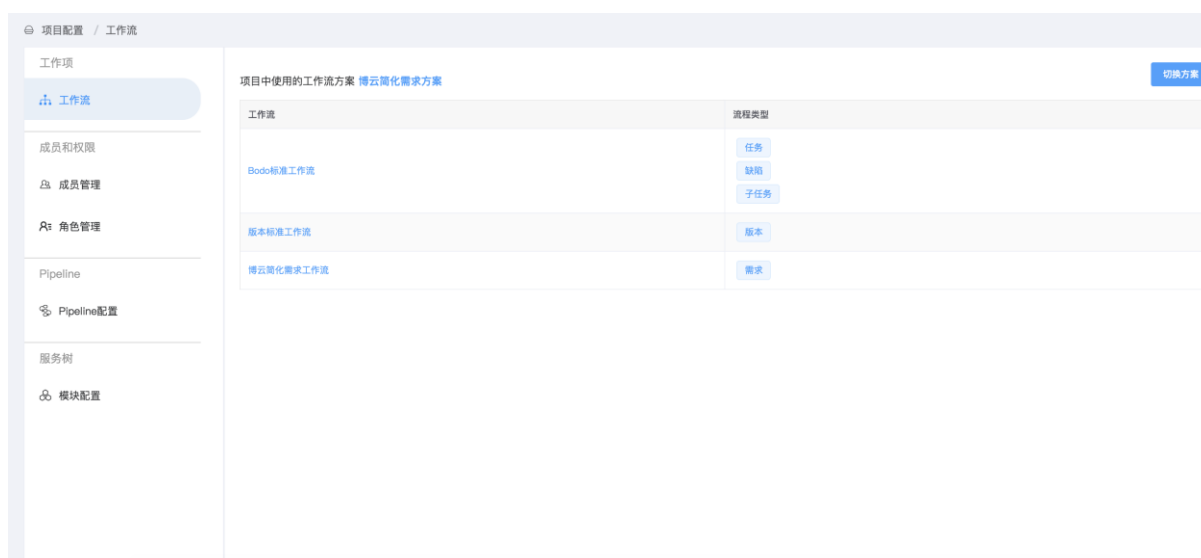 项目配置 / 工作流
工作项
工作流
成员和权限
成员管理
角色管理
Pipeline
Pipeline配置
服务树
模块配置
项目中使用的工作流方案 博云简化需求方案
切换方案
工作流 流程类型
Bodo标准工作流
任务
缺陷
子任务
版本标准工作流 版本
博云简化需求工作流 需求